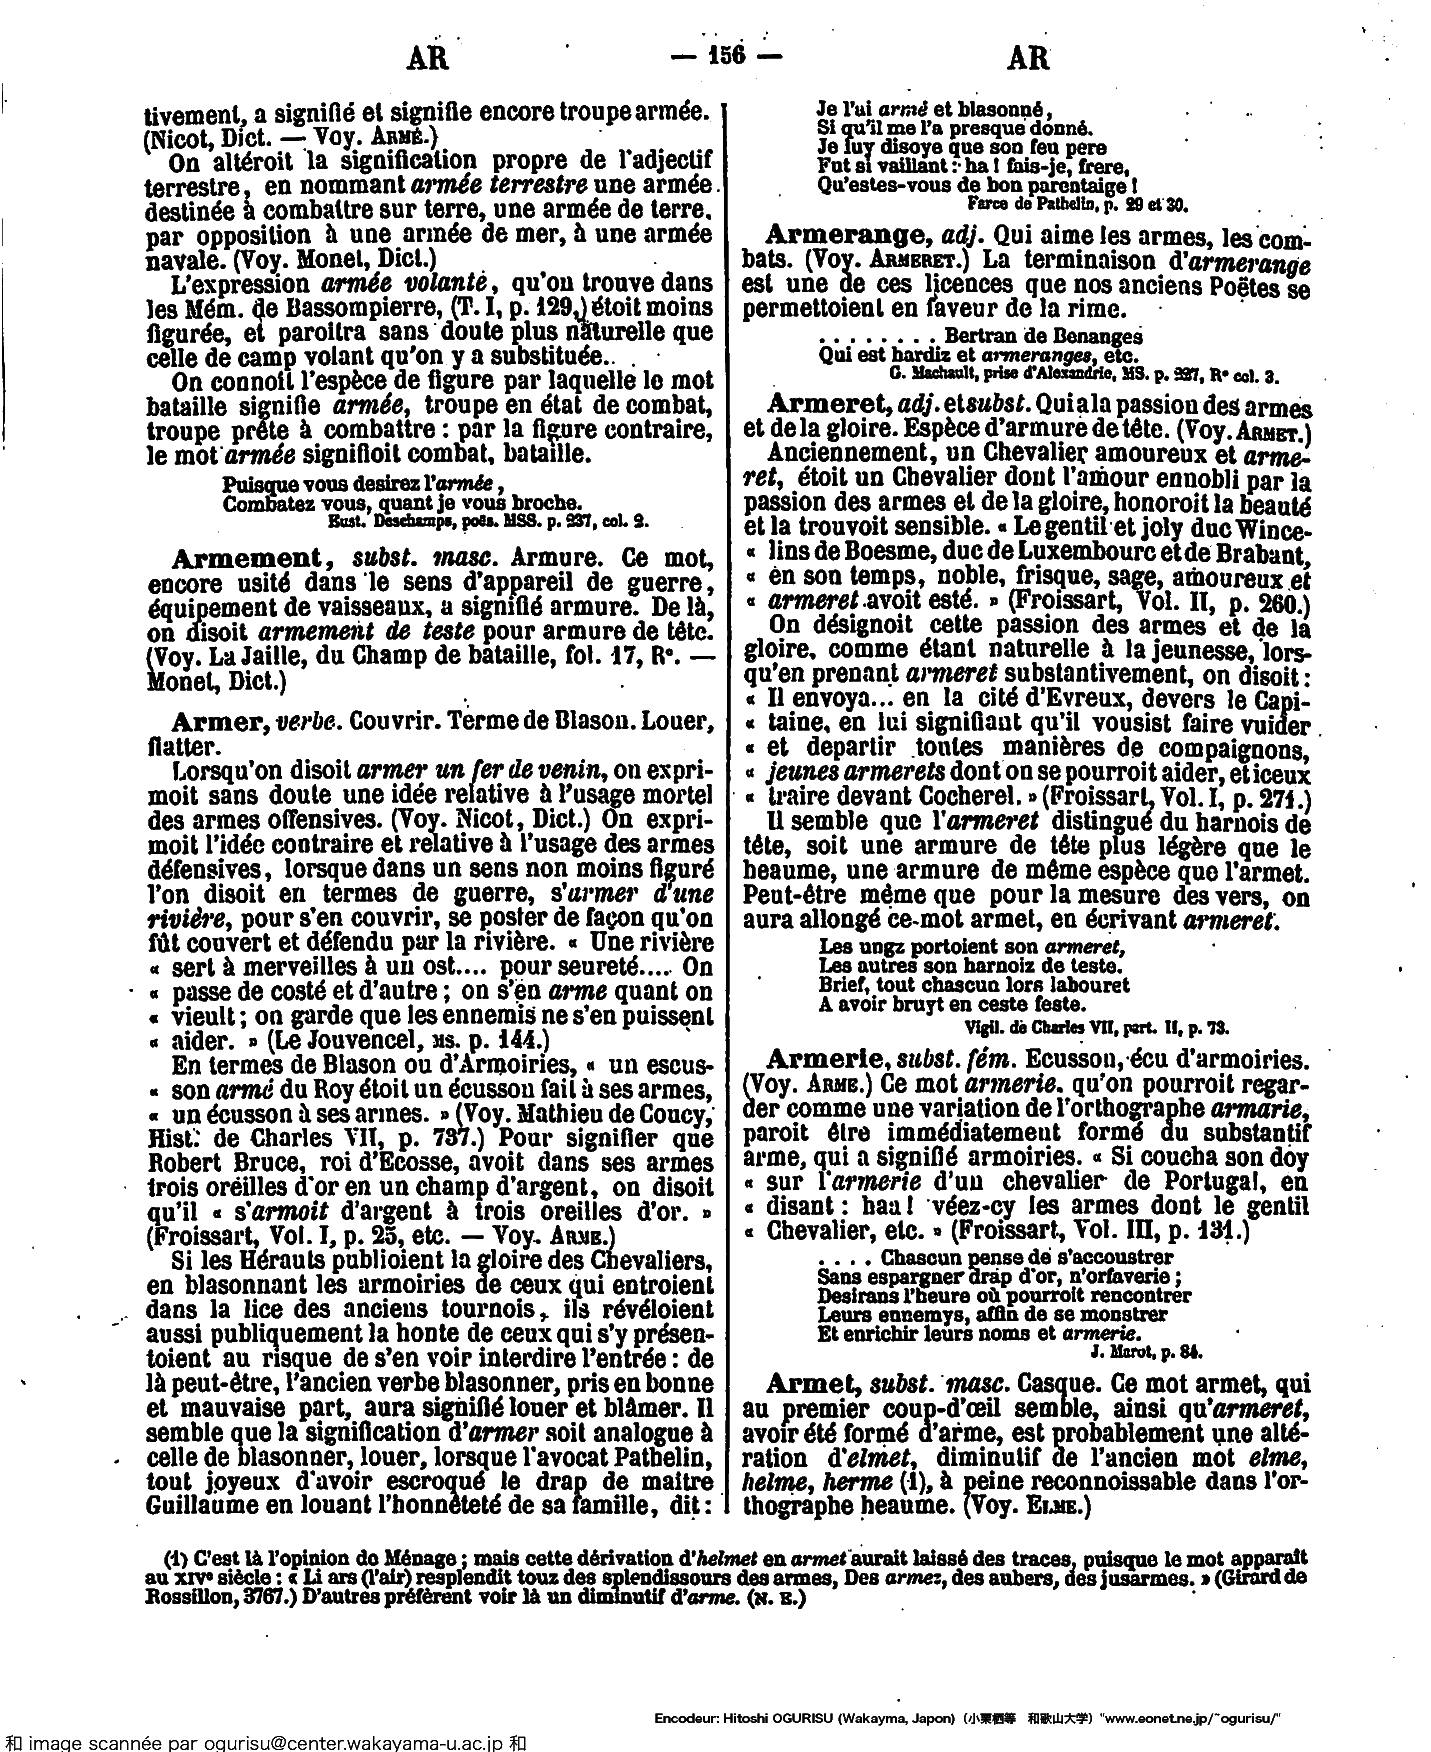 AR — 156 — AR
tivement, a signifié et signifie encore troupe armée.
(Nicot, Dict. — Voy. ARMÉ.)
On altéroit la signification propre de l'adjectif
terrestre, en nommant armée terrestre une armée
destinée à combattre sur terre, une armée de terre,
par opposition à une armée de mer, à une armée
navale. (Voy. Monet, Dict.)
L'expression armée volante, qu'on trouve dans
les Mém. de Bassompierre, (T. I, p. 129,) étoit moins
figurée, et paroitra sans doute plus naturelle que
celle de camp volant qu'on y a substituée.
On connoit l'espèce de figure par laquelle le mot
bataille signifie armée, troupe en état de combat,
troupe prête à combattre : par la figure contraire,
le mot armée signifioit combat, bataille.
Puisque vous desirez l'armée,
Combatez vous, quant je vous broche.
Eust. Deschamps, poës. MSS. p. 237, col. 2.
Armement, subst. masc. Armure. Ce mot,
encore usité dans le sens d'appareil de guerre,
équipement de vaisseaux, a signifié armure. De là,
on disoit armement de teste pour armure de tête.
(Voy. La Jaille, du Champ de bataille, fol. 17, R°. —
Monet, Dict.)
Armer, verbe. Couvrir. Terme de Blason. Louer,
flatter.
Lorsqu'on disoit armer un fer de venin, on expri-
moit sans doute une idée relative à l'usage mortel
des armes offensives. (Voy. Nicot, Dict.) On expri-
moit l'idée contraire et relative à l'usage des armes
défensives, lorsque dans un sens non moins figuré
l'on disoit en termes de guerre, s'armer d'une
rivière, pour s'en couvrir, se poster de façon qu'on
fût couvert et défendu par la rivière. « Une rivière
« sert à merveilles à un ost.... pour seureté.... On
« passe de costé et d'autre ; on s'en arme quant on
« vieult ; on garde que les ennemis ne s'en puissent
« aider. » (Le Jouvencel, MS. p. 144.)
En termes de Blason ou d'Armoiries, « un escus-
« son armé du Roy étoit un écusson fait à ses armes,
« un écusson à ses armes. » (Voy. Mathieu de Coucy,
Hist. de Charles VII, p. 737.) Pour signifier que
Robert Bruce, roi d'Ecosse, avoit dans ses armes
trois oreilles d'or en un champ d'argent, on disoit
qu'il « s'armoit d'argent à trois oreilles d'or. »
(Froissart, Vol. I, p. 25, etc. — Voy. ARME.)
Si les Hérauts publioient la gloire des Chevaliers,
en blasonnant les armoiries de ceux qui entroient
dans la lice des anciens tournois, ils révéloient
aussi publiquement la honte de ceux qui s'y présen-
toient au risque de s'en voir interdire l'entrée : de
là peut-être, l'ancien verbe blasonner, pris en bonne
et mauvaise part, aura signifié louer et blâmer. Il
semble que la signification d'armer soit analogue à
celle de blasonner, louer, lorsque l'avocat Pathelin,
tout joyeux d'avoir escroqué le drap de maitre
Guillaume en louant l'honnêteté de sa famille, dit :
Je l'ai armé et blasonné,
Si qu'il me l'a presque donné.
Je luy disoye que son feu pere
Fut si vaillant : ha ! fais-je, frere,
Qu'estes-vous de bon parentaige !
Farce de Pathelin, p. 29 et 30.
Armerange, adj. Qui aime les armes, les com-
bats. (Voy. ARMERET.) La terminaison d'armerange
est une de ces licences que nos anciens Poëtes se
permettoient en faveur de la rime.
. . . . . . . . Bertran de Benanges
Qui est hardiz et armeranges, etc.
G. Machault, prise d'Alexandrie, MS. p. 227, R° col. 3.
Armeret, adj. et subst. Qui a la passion des armes
et de la gloire. Espèce d'armure de tête. (Voy. ARMET.)
Anciennement, un Chevalier amoureux et arme-
ret, étoit un Chevalier dont l'amour ennobli par la
passion des armes et de la gloire, honoroit la beauté
et la trouvoit sensible. « Le gentil et joly duc Wince-
« lins de Boesme, duc de Luxembourc et de Brabant,
« en son temps, noble, frisque, sage, amoureux et
« armeret avoit esté. » (Froissart, Vol. II, p. 260.)
On désignoit cette passion des armes et de la
gloire, comme étant naturelle à la jeunesse, lors-
qu'en prenant armeret substantivement, on disoit :
« Il envoya... en la cité d'Evreux, devers le Capi-
« taine, en lui signifiant qu'il vousist faire vuider
« et departir toutes manières de compaignons,
« jeunes armerets dont on se pourroit aider, et iceux
« traire devant Cocherel. » (Froissart, Vol. I, p. 271.)
Il semble que l'armeret distingué du harnois de
tête, soit une armure de tête plus légère que le
heaume, une armure de même espèce que l'armet.
Peut-être même que pour la mesure des vers, on
aura allongé ce mot armet, en écrivant armeret.
Les ungz portoient son armeret,
Les autres son harnoiz de teste.
Brief, tout chascun lors labouret
A avoir bruyt en ceste feste.
Vigil. de Charles VII, part. II, p. 73.
Armerie, subst. fém. Ecusson, écu d'armoiries.
(Voy. ARME.) Ce mot armerie, qu'on pourroit regar-
der comme une variation de l'orthographe armarie,
paroit être immédiatement formé du substantif
arme, qui a signifié armoiries. « Si coucha son doy
« sur l'armerie d'un chevalier de Portugal, en
« disant : haa ! véez-cy les armes dont le gentil
« Chevalier, etc. » (Froissart, Vol. III, p. 131.)
. . . . Chascun pense de s'accoustrer
Sans espargner drap d'or, n'orfaverie ;
Desirans l'heure où pourroit rencontrer
Leurs ennemys, affin de se monstrer
Et enrichir leurs noms et armerie.
J. Marot, p. 84.
Armet, subst. masc. Casque. Ce mot armet, qui
au premier coup-d'œil semble, ainsi qu'armeret,
avoir été formé d'arme, est probablement une alté-
ration d'elmet, diminutif de l'ancien mot elme,
helme, herme (1), à peine reconnoissable dans l'or-
thographe heaume. (Voy. ELME.)
(1) C'est là l'opinion de Ménage ; mais cette dérivation d'helmet en armet aurait laissé des traces, puisque le mot apparaît
au XIVe siècle : « Li ars (l'air) resplendit touz des splendissours des armes, Des armez, des aubers, des jusarmes. » (Girard de
Rossillon, 3767.) D'autres préfèrent voir là un diminutif d'arme. (N. E.)
Encodeur: Hitoshi OGURISU (Wakayma, Japon) (小栗栖等 和歌山大学) "www.eonet.ne.jp/~ogurisu/"
和 image scannée par ogurisu@center.wakayama-u.ac.jp 和